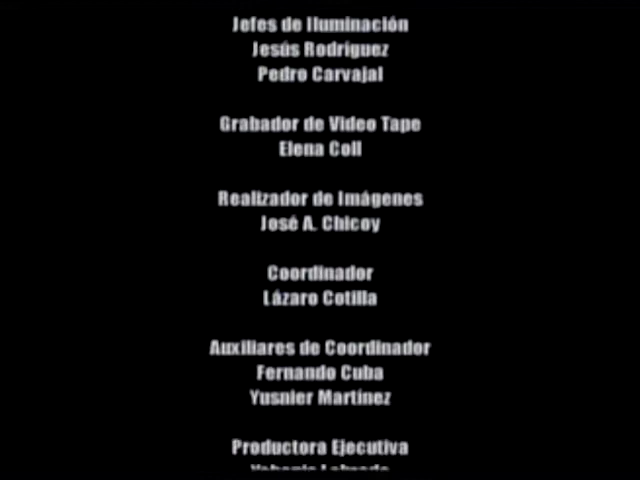 Jefes de Iluminación
Jesús Rodríguez
Pedro Carvajal
Grabador de Video Tape
Elena Coll
Realizador de Imágenes
José A. Chicoy
Coordinador
Lázaro Cotilla
Auxiliares de Coordinador
Fernando Cuba
Yusnier Martínez
Productora Ejecutiva